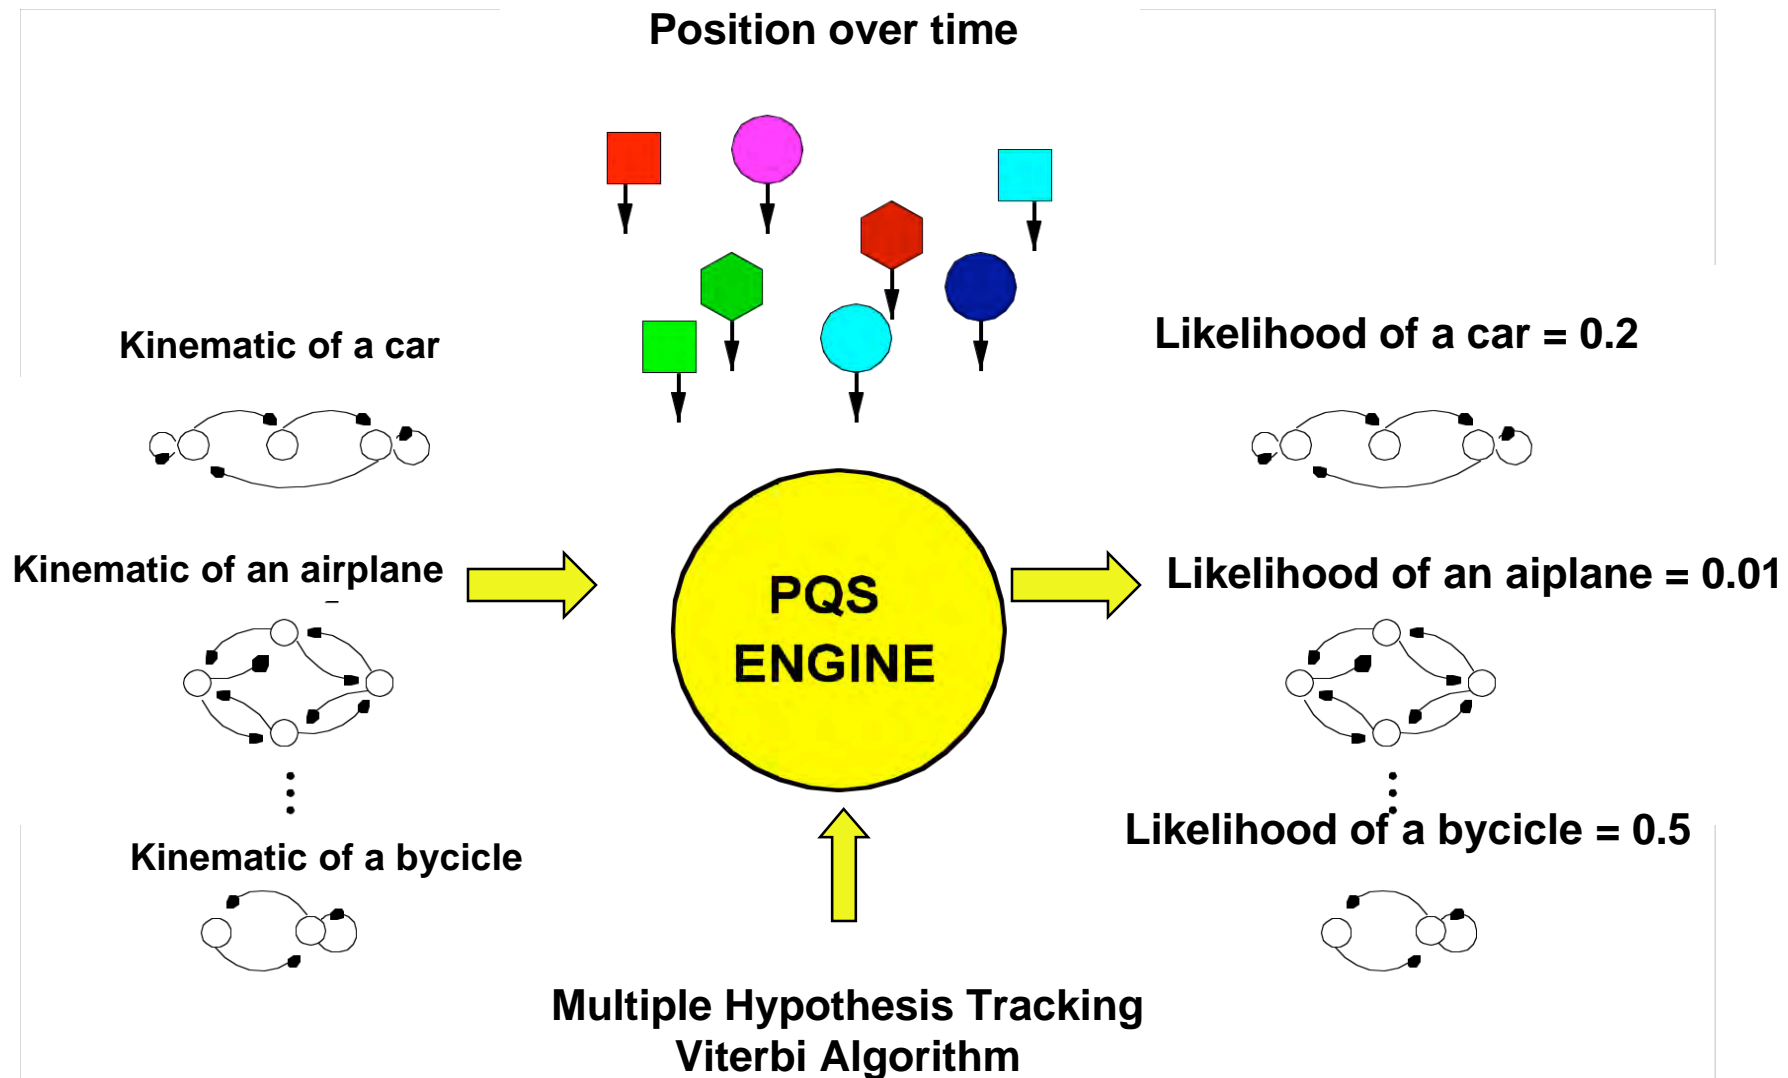 Position over time
Kinematic of a car
Likelihood of a car = 0.2
Kinematic of an airplane
PQS
ENGINE
Likelihood of an aiplane = 0.01
Kinematic of a bycicle
Likelihood of a bycicle = 0.5
Multiple Hypothesis Tracking
Viterbi Algorithm